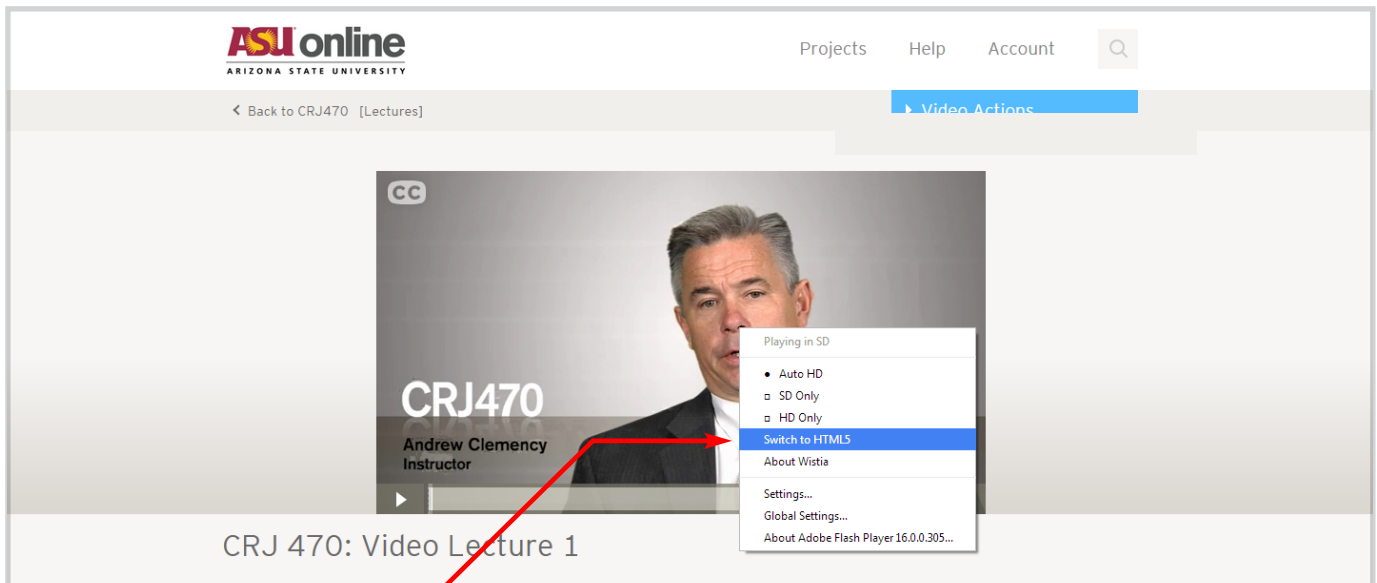 ASU online
ARIZONA STATE UNIVERSITY
Projects Help Account
Back to CRJ470 [Lectures]
Video Actions
CC
CRJ470
Andrew Clemency
Instructor
Playing in SD
Auto HD
SD Only
HD Only
Switch to HTML5
About Wistia
Settings...
Global Settings...
About Adobe Flash Player 16.0.0.305...
CRJ 470: Video Lecture 1